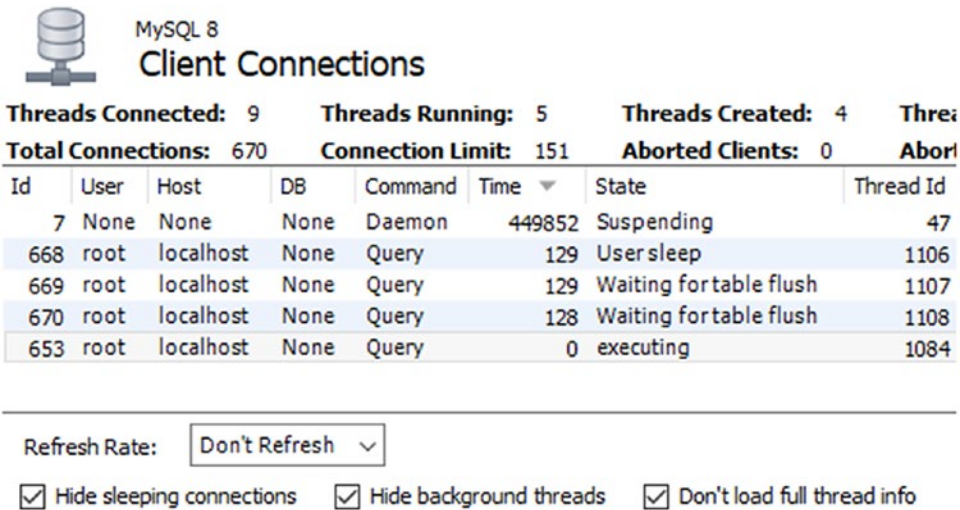 MySQL 8
Client Connections
Threads Connected: 9 Threads Running: 5 Threads Created: 4 Threa
Total Connections: 670 Connection Limit: 151 Aborted Clients: 0 Abort
Id User Host DB Command Time State Thread Id
7 None None None Daemon 449852 Suspending 47
668 root localhost None Query 129 User sleep 1106
669 root localhost None Query 129 Waiting for table flush 1107
670 root localhost None Query 128 Waiting for table flush 1108
653 root localhost None Query 0 executing 1084
Refresh Rate: Don't Refresh
Hide sleeping connections Hide background threads Don't load full thread info